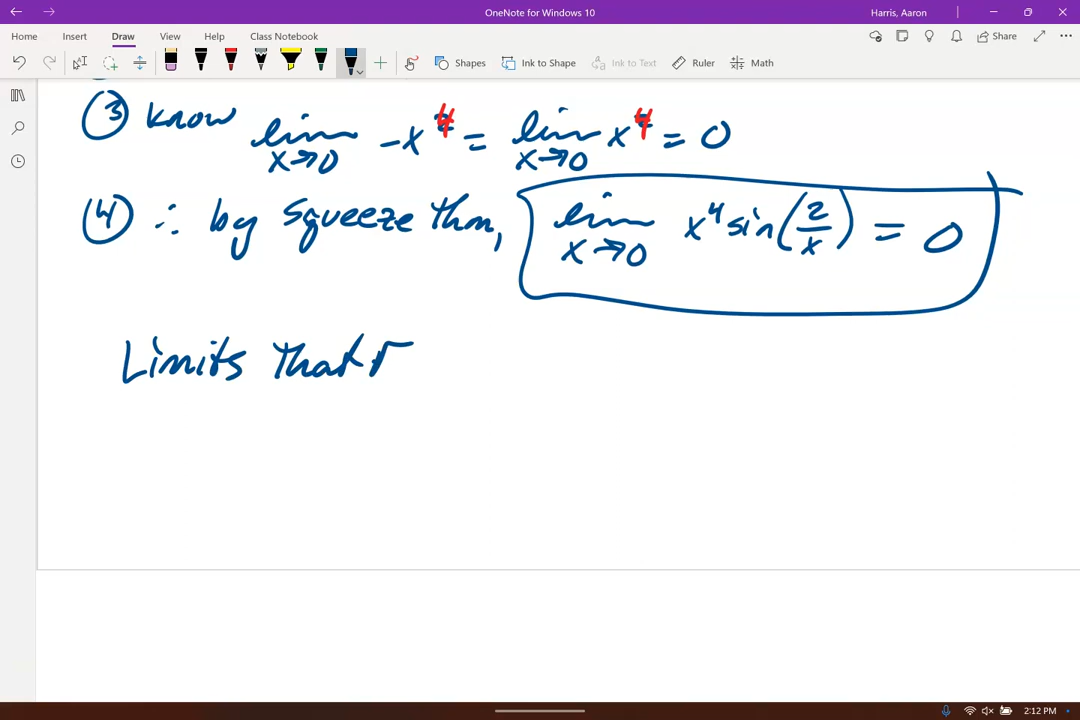 OneNote for Windows 10
Harris, Aaron
Home Insert Draw View Help Class Notebook
Share
Shapes Ink to Shape Ink to Text Ruler Math
③ know lim x→0 -x⁴ = lim x→0 x⁴ = 0
④ ∴ by squeeze thm, lim x→0 x⁴ sin(2/x) = 0
Limits that r
2:12 PM